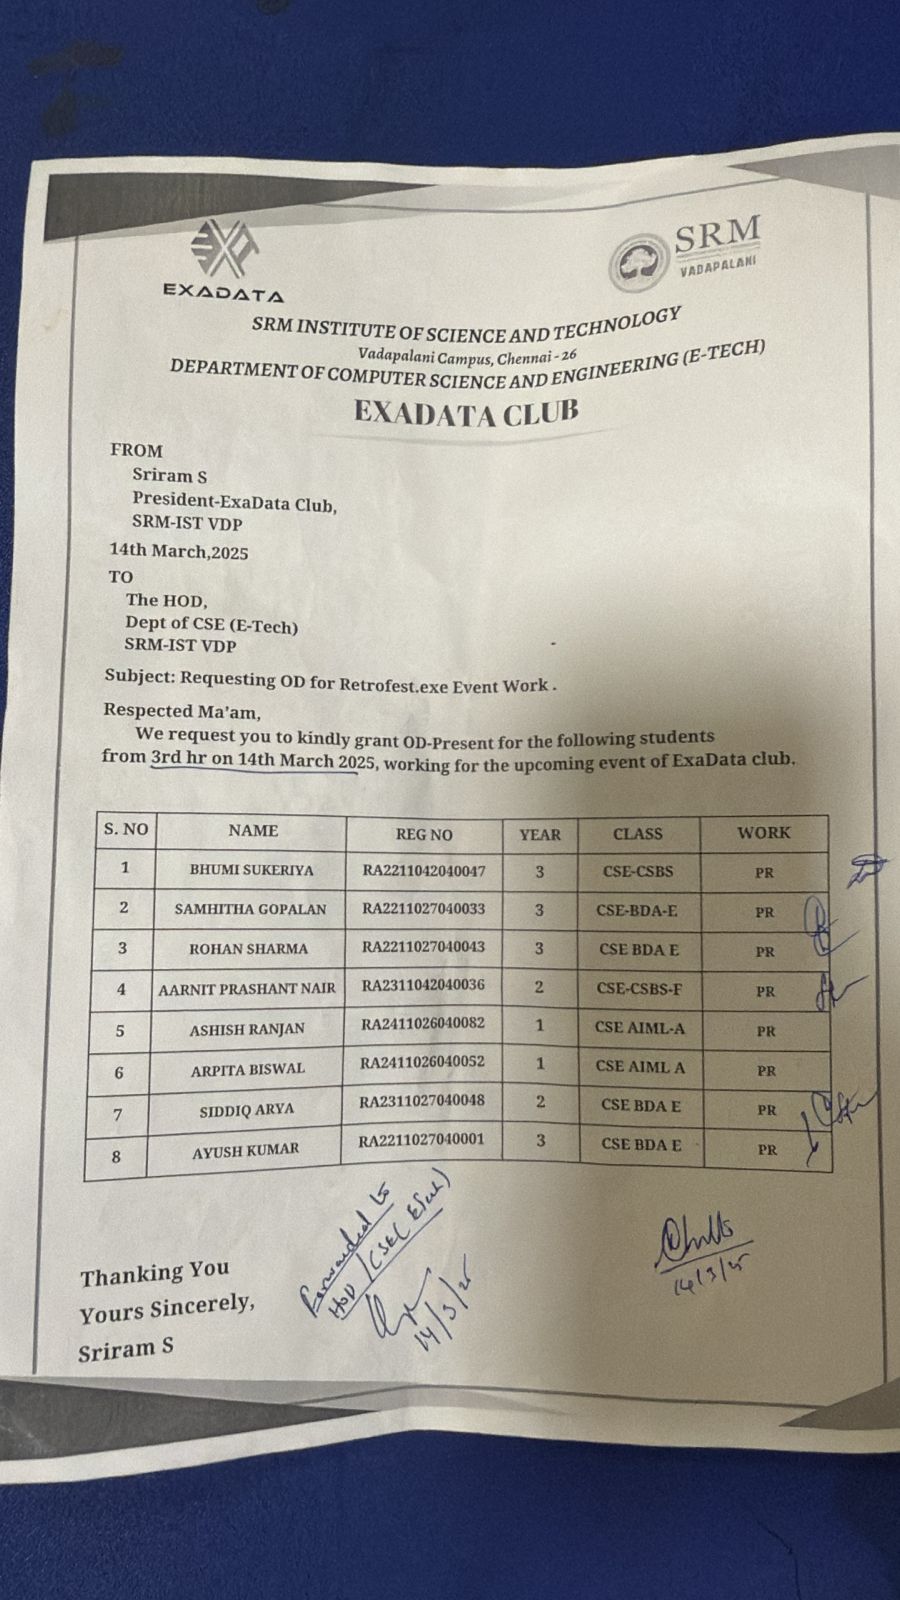 EXADATA
SRM
VADAPALANI
SRM INSTITUTE OF SCIENCE AND TECHNOLOGY
Vadapalani Campus, Chennai - 26
DEPARTMENT OF COMPUTER SCIENCE AND ENGINEERING (E-TECH)
EXADATA CLUB
FROM
Sriram S
President-ExaData Club,
SRM-IST VDP
14th March,2025
TO
The HOD,
Dept of CSE (E-Tech)
SRM-IST VDP
Subject: Requesting OD for Retrofest.exe Event Work .
Respected Ma'am,
We request you to kindly grant OD-Present for the following students
from 3rd hr on 14th March 2025, working for the upcoming event of ExaData club.
S. NO NAME REG NO YEAR CLASS WORK
1 BHUMI SUKERIYA RA2211042040047 3 CSE-CSBS PR
2 SAMHITHA GOPALAN RA2211027040033 3 CSE-BDA-E PR
3 ROHAN SHARMA RA2211027040043 3 CSE BDA E PR
4 AARNIT PRASHANT NAIR RA2311042040036 2 CSE-CSBS-F PR
5 ASHISH RANJAN RA2411026040082 1 CSE AIML-A PR
6 ARPITA BISWAL RA2411026040052 1 CSE AIML A PR
7 SIDDIQ ARYA RA2311027040048 2 CSE BDA E PR
8 AYUSH KUMAR RA2211027040001 3 CSE BDA E PR
Forwarded to
HOD /CSE(
14/3/25
14/3/25
Thanking You
Yours Sincerely,
Sriram S